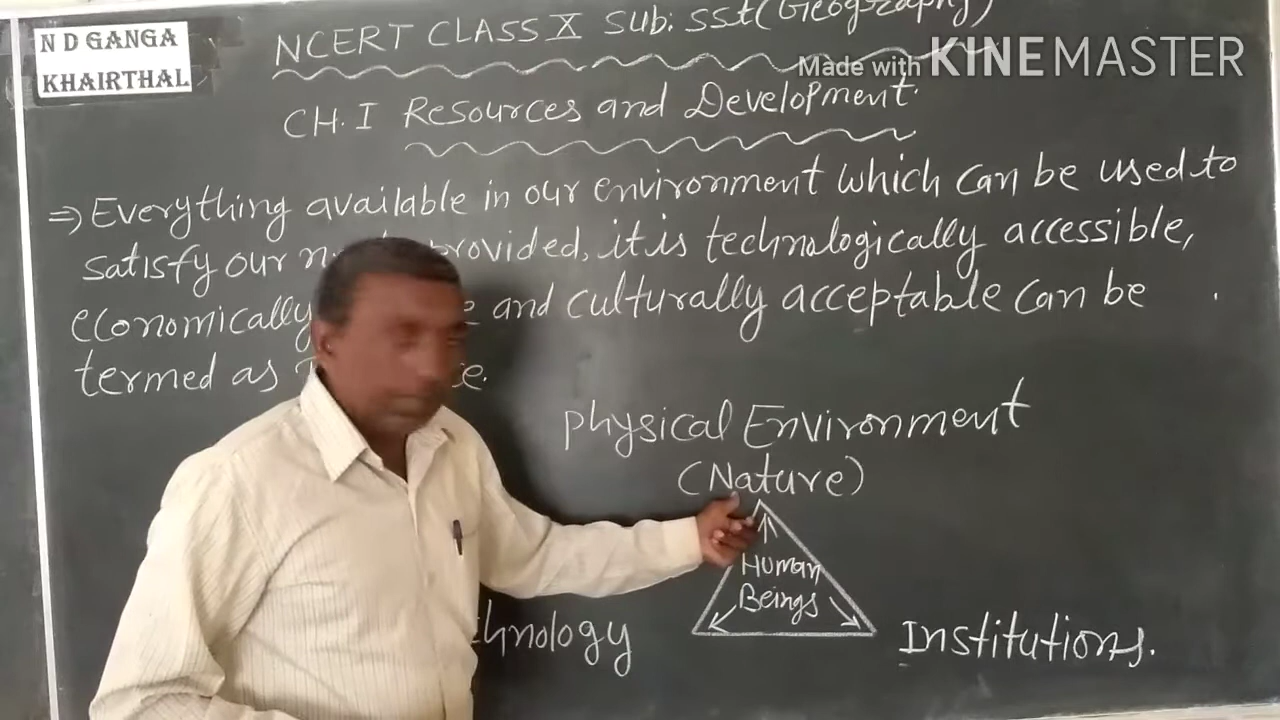 N D GANGA
KHAIRTHAL
NCERT CLASS X Sub: SSt (Geography)
Made with KINEMASTER
CH. I Resources and Development.
⇒ Everything available in our environment which can be used to
satisfy our provided, it is technologically accessible,
economically and culturally acceptable can be
termed as
Physical Environment
(Nature)
Human
Beings
hnology
Institutions.